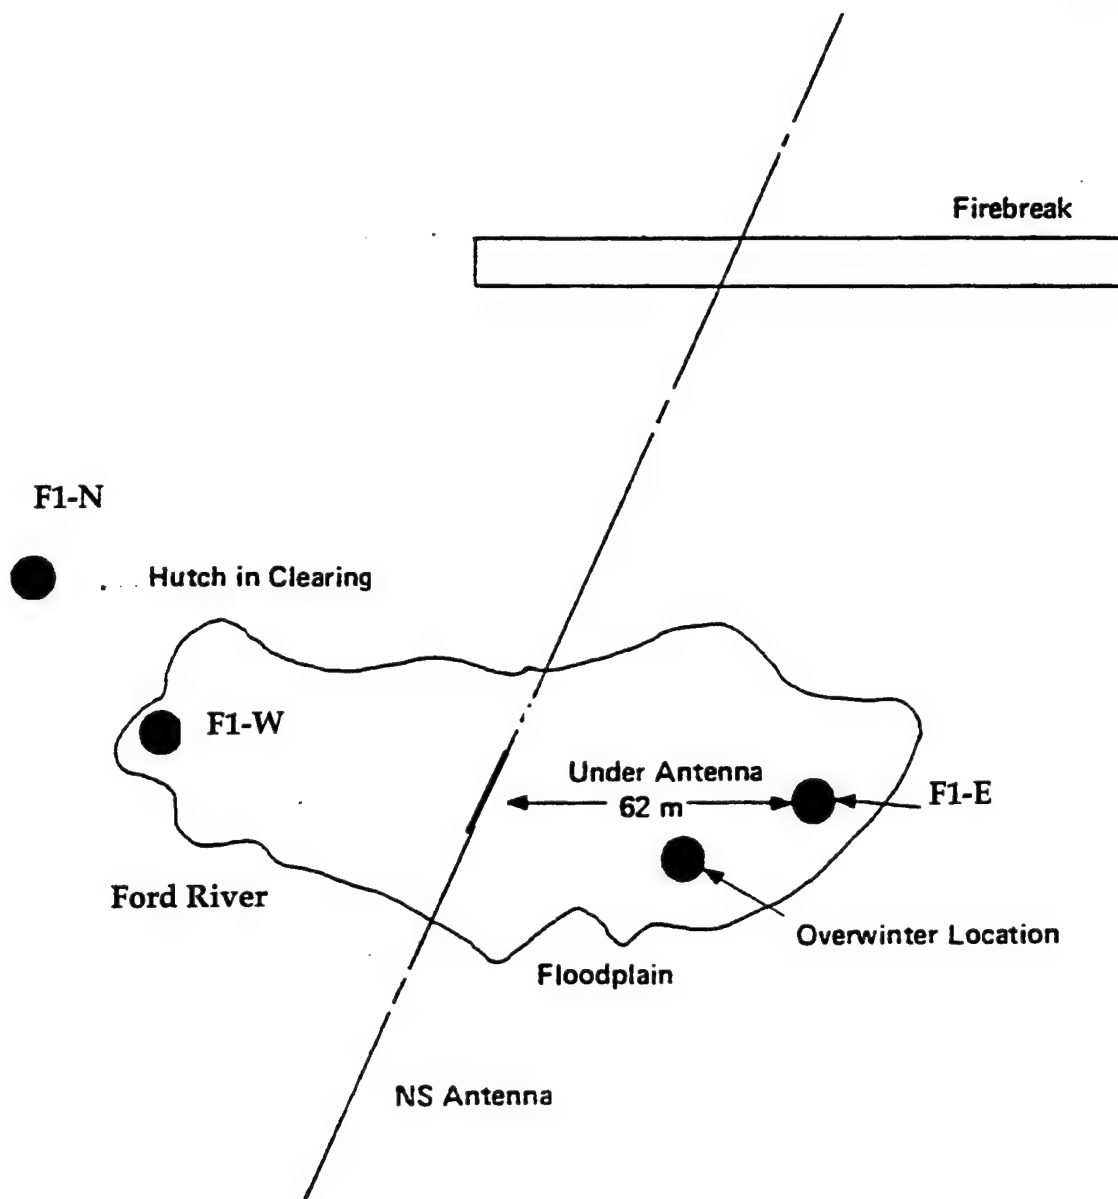 Firebreak
F1-N
Hutch in Clearing
F1-W
Under Antenna
62 m
F1-E
Ford River
Overwinter Location
Floodplain
NS Antenna